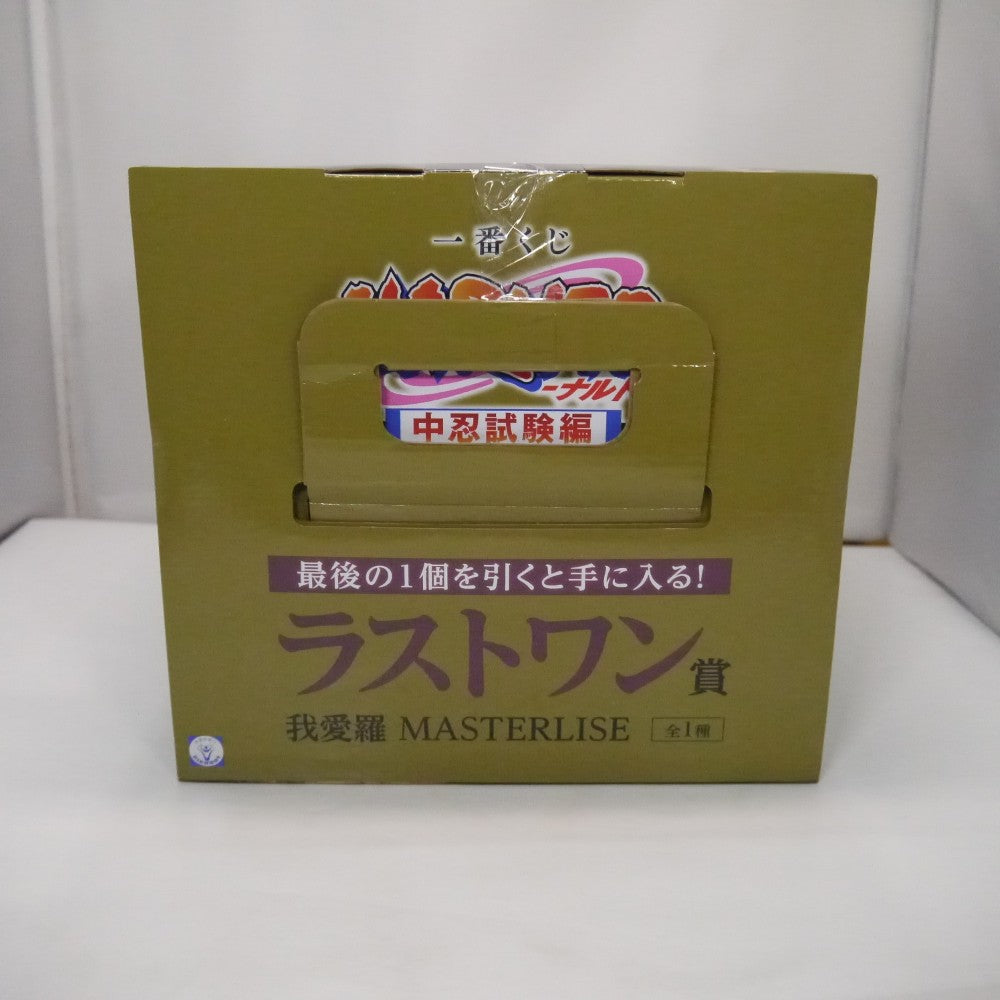 一番くじ
ーナルト
中忍試験編
最後の1個を引くと手に入る!
ラストワン賞
我愛羅 MASTERLISE 全1種